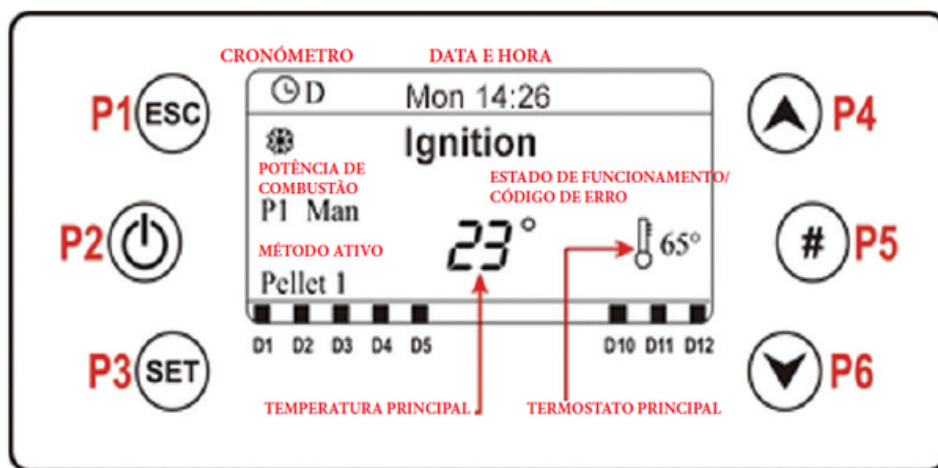 CRONÓMETRO DATA E HORA
D Mon 14:26
P1 ESC
P4
Ignition
POTÊNCIA DE
COMBUSTÃO
ESTADO DE FUNCIONAMENTO/
CÓDIGO DE ERRO
P1 Man
P2
23° 65°
# P5
MÉTODO ATIVO
Pellet 1
D1 D2 D3 D4 D5 D10 D11 D12
P3 SET
P6
TEMPERATURA PRINCIPAL TERMOSTATO PRINCIPAL